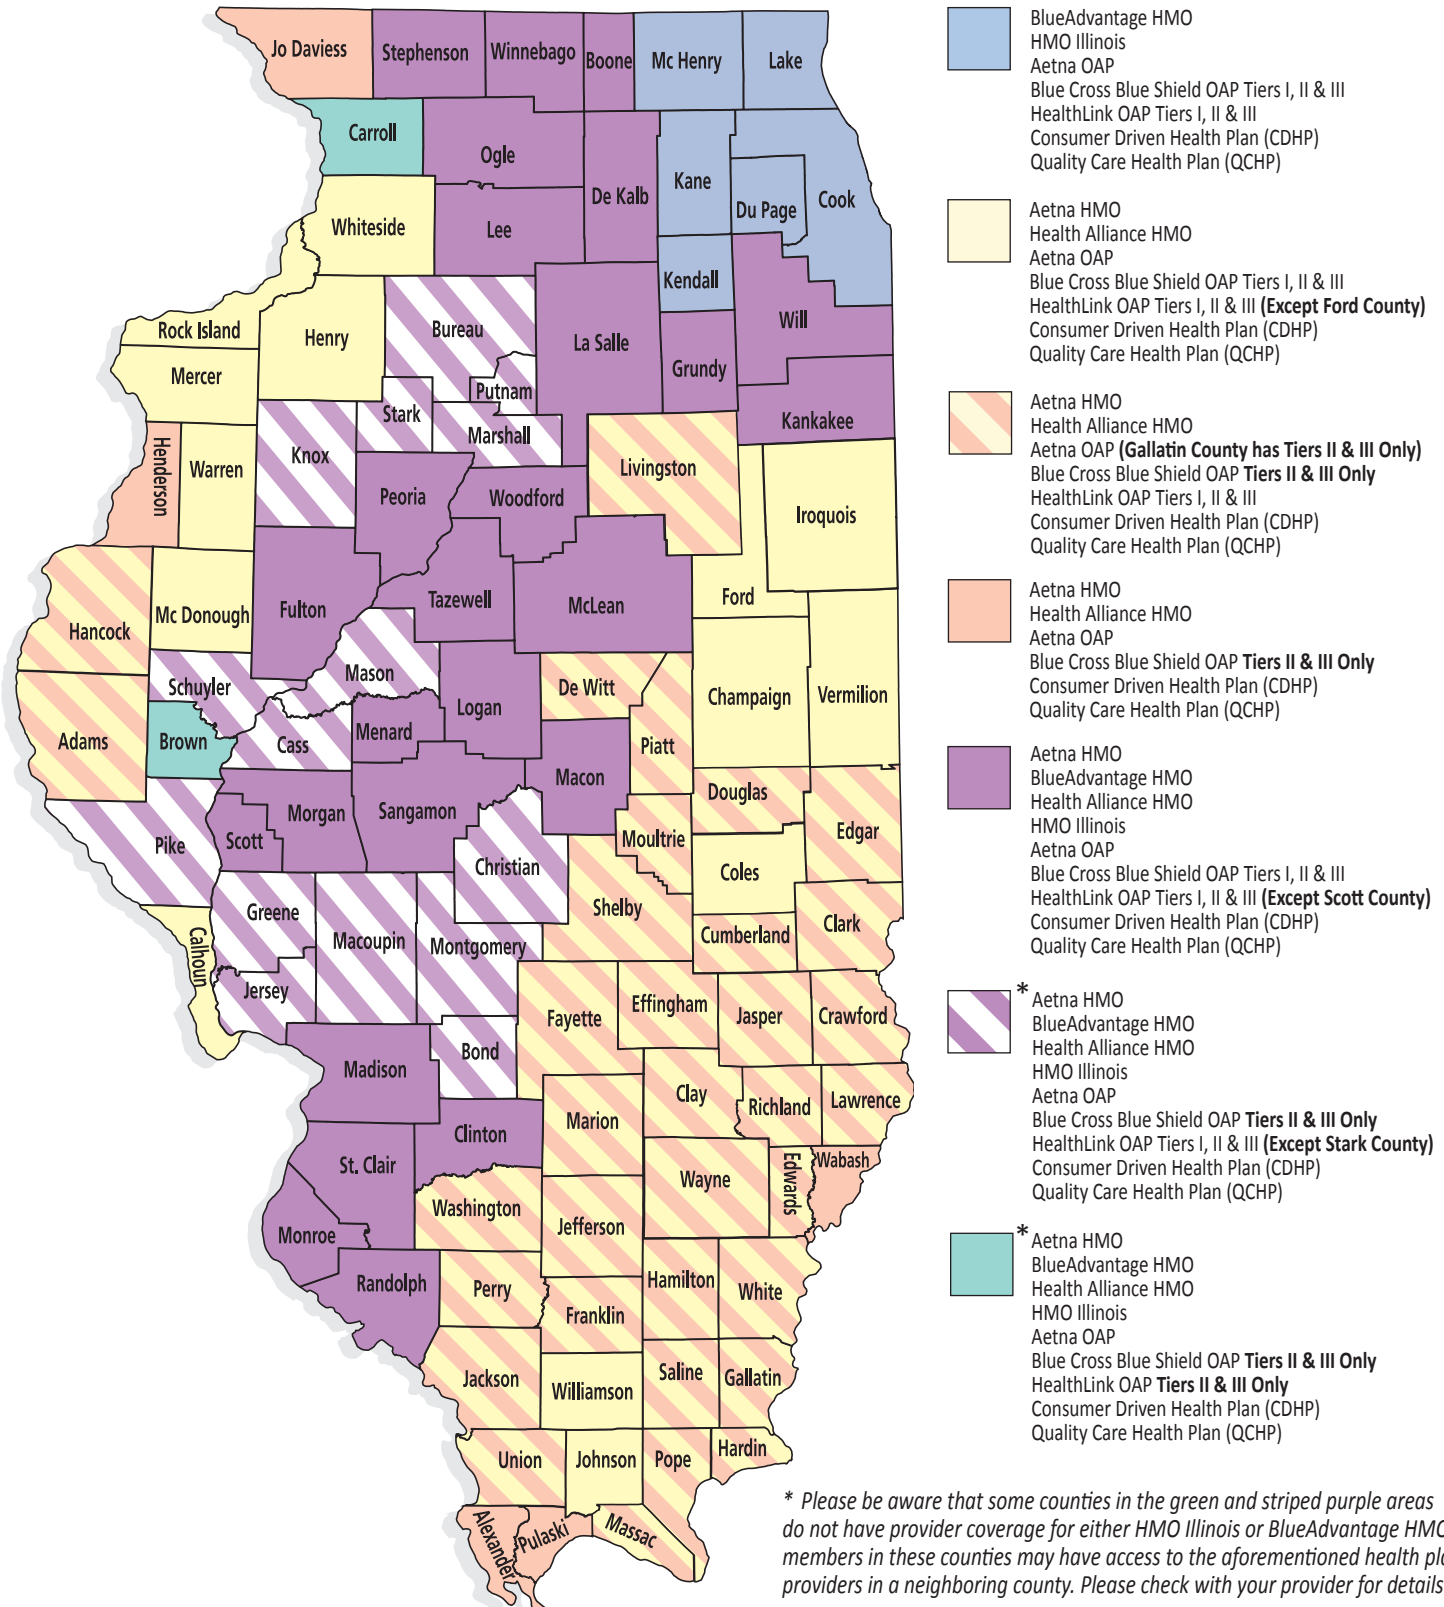 Jo Daviess
Stephenson
Winnebago
Boone
Mc Henry
Lake
Carroll
Ogle
De Kalb
Kane
Du Page
Cook
Whiteside
Lee
Kendall
Will
Rock Island
Henry
Bureau
La Salle
Grundy
Mercer
Putnam
Stark
Marshall
Kankakee
Henderson
Warren
Knox
Peoria
Woodford
Livingston
Iroquois
Hancock
Mc Donough
Fulton
Tazewell
McLean
Ford
Schuyler
Mason
Logan
De Witt
Champaign
Vermilion
Adams
Brown
Cass
Menard
Piatt
Macon
Douglas
Edgar
Pike
Scott
Morgan
Sangamon
Christian
Moultrie
Coles
Shelby
Cumberland
Clark
Calhoun
Greene
Macoupin
Montgomery
Jersey
Fayette
Effingham
Jasper
Crawford
Madison
Bond
Clay
Richland
Lawrence
Marion
Clinton
St. Clair
Wayne
Edwards
Wabash
Washington
Jefferson
Monroe
Randolph
Perry
Hamilton
White
Franklin
Jackson
Williamson
Saline
Gallatin
Union
Johnson
Pope
Hardin
Alexander
Pulaski
Massac
BlueAdvantage HMO
HMO Illinois
Aetna OAP
Blue Cross Blue Shield OAP Tiers I, II & III
HealthLink OAP Tiers I, II & III
Consumer Driven Health Plan (CDHP)
Quality Care Health Plan (QCHP)
Aetna HMO
Health Alliance HMO
Aetna OAP
Blue Cross Blue Shield OAP Tiers I, II & III
HealthLink OAP Tiers I, II & III (Except Ford County)
Consumer Driven Health Plan (CDHP)
Quality Care Health Plan (QCHP)
Aetna HMO
Health Alliance HMO
Aetna OAP (Gallatin County has Tiers II & III Only)
Blue Cross Blue Shield OAP Tiers II & III Only
HealthLink OAP Tiers I, II & III
Consumer Driven Health Plan (CDHP)
Quality Care Health Plan (QCHP)
Aetna HMO
Health Alliance HMO
Aetna OAP
Blue Cross Blue Shield OAP Tiers II & III Only
Consumer Driven Health Plan (CDHP)
Quality Care Health Plan (QCHP)
Aetna HMO
BlueAdvantage HMO
Health Alliance HMO
HMO Illinois
Aetna OAP
Blue Cross Blue Shield OAP Tiers I, II & III
HealthLink OAP Tiers I, II & III (Except Scott County)
Consumer Driven Health Plan (CDHP)
Quality Care Health Plan (QCHP)
* Aetna HMO
BlueAdvantage HMO
Health Alliance HMO
HMO Illinois
Aetna OAP
Blue Cross Blue Shield OAP Tiers II & III Only
HealthLink OAP Tiers I, II & III (Except Stark County)
Consumer Driven Health Plan (CDHP)
Quality Care Health Plan (QCHP)
* Aetna HMO
BlueAdvantage HMO
Health Alliance HMO
HMO Illinois
Aetna OAP
Blue Cross Blue Shield OAP Tiers II & III Only
HealthLink OAP Tiers II & III Only
Consumer Driven Health Plan (CDHP)
Quality Care Health Plan (QCHP)
* Please be aware that some counties in the green and striped purple areas
do not have provider coverage for either HMO Illinois or BlueAdvantage HMO
members in these counties may have access to the aforementioned health
providers in a neighboring county. Please check with your provider for details